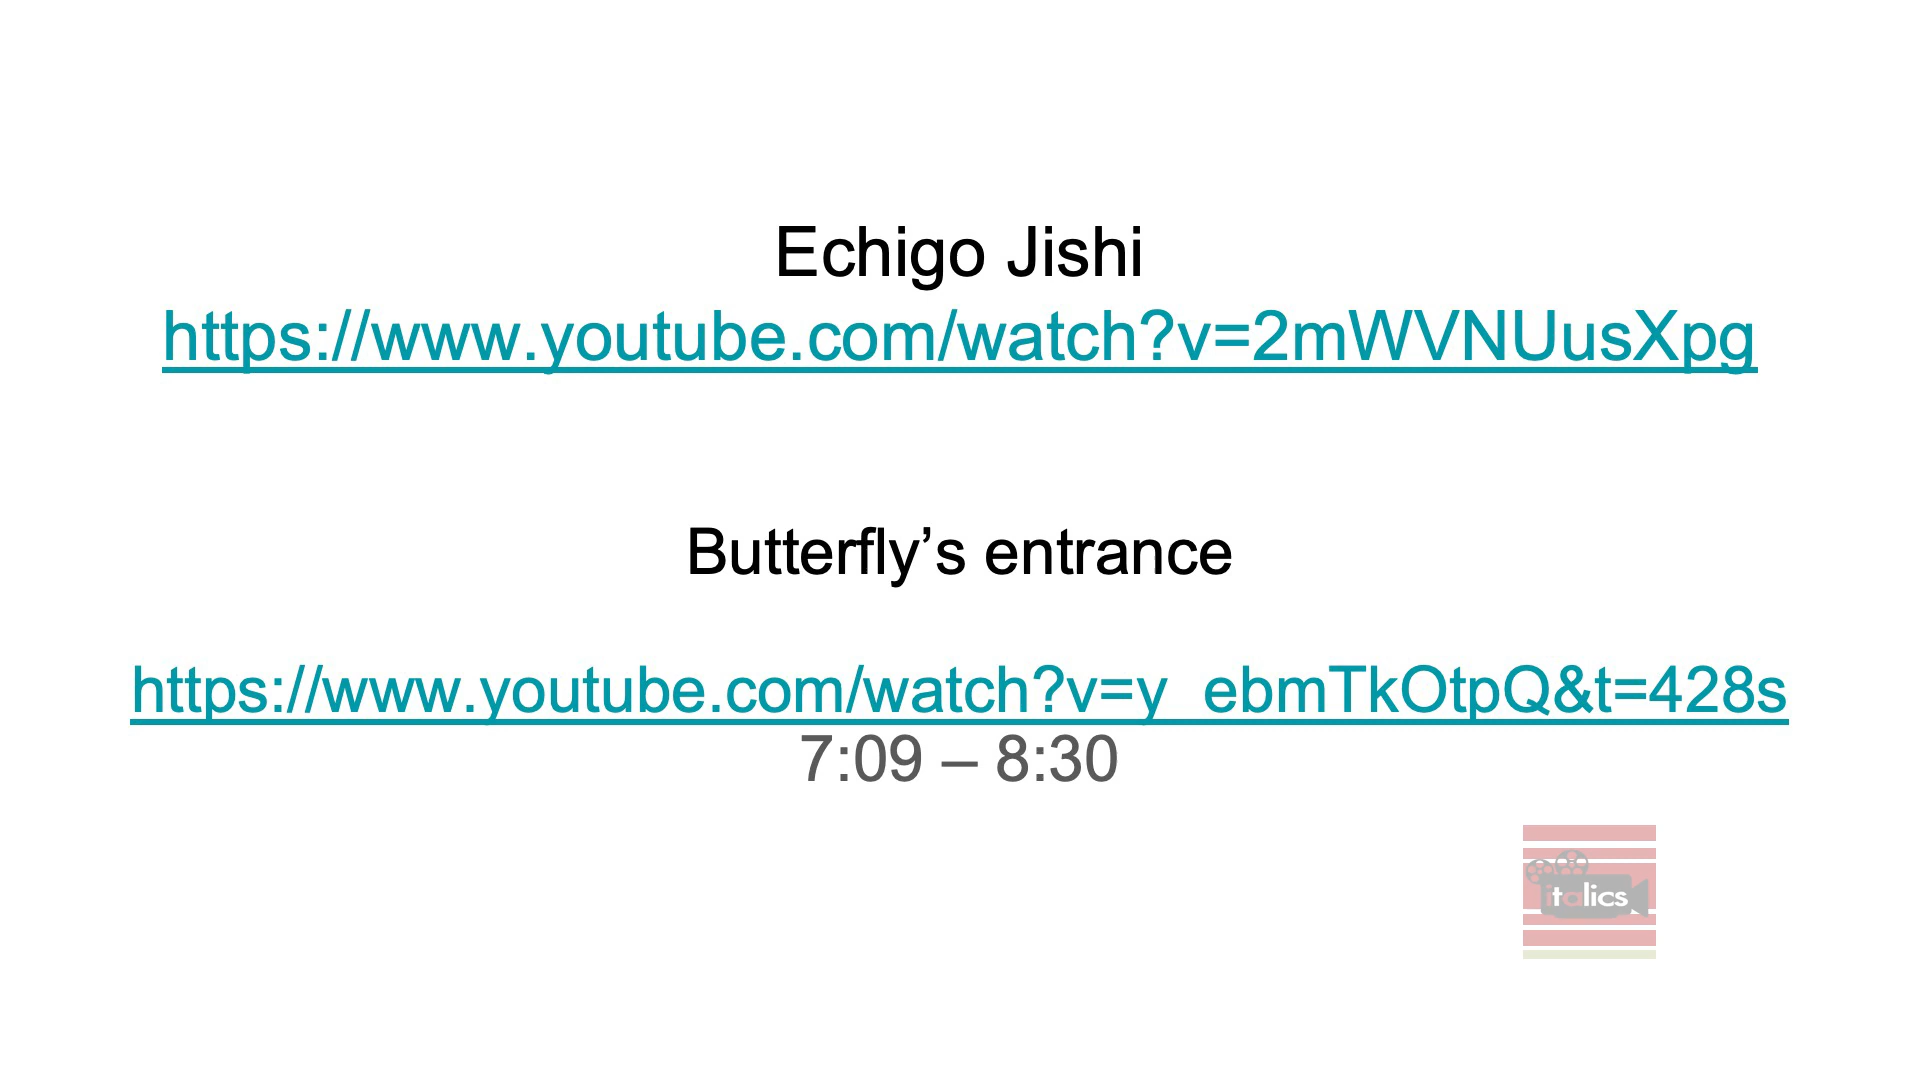 Echigo Jishi
https://www.youtube.com/watch?v=2mWVNUusXpg
Butterfly’s entrance
https://www.youtube.com/watch?v=y_ebmTkOtpQ&t=428s
7:09 – 8:30
italics